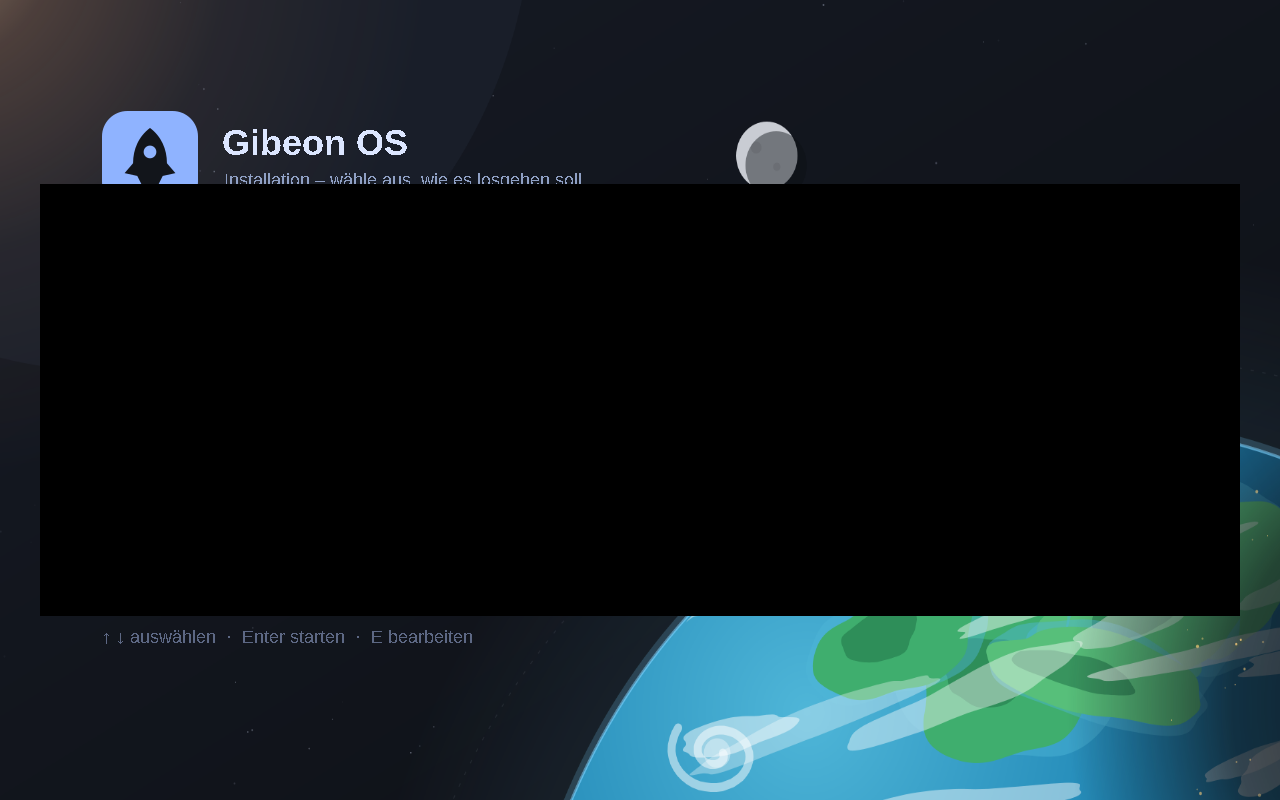 Gibeon OS
Installation – wähle aus, wie es losgehen soll
↑ ↓ auswählen · Enter starten · E bearbeiten